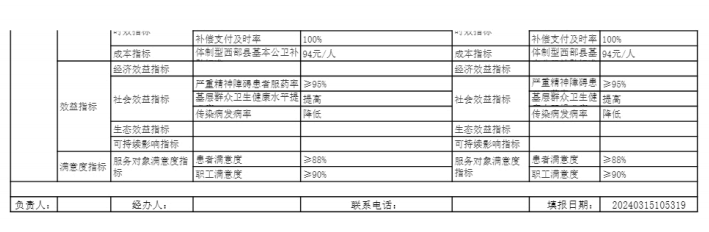 时效指标 时效指标
补偿支付及时率 100% 补偿支付及时率 100%
成本指标 体制型西部县基本公卫补 94元/人 成本指标 体制型西部县基 94元/人
经济效益指标 经济效益指标
效益指标 社会效益指标 严重精神障碍患者服药率 ≥95% 社会效益指标 严重精神障碍患 ≥95%
基层群众卫生健康水平提 提高 基层群众卫生健 提高
传染病发病率 降低 传染病发病率 降低
生态效益指标 生态效益指标
可持续影响指标 可持续影响指标
满意度指标 服务对象满意度指标 患者满意度 ≥88% 服务对象满意度指标 患者满意度 ≥88%
职工满意度 ≥90% 职工满意度 ≥90%
负责人： 经办人： 联系电话： 填报日期： 20240315105319